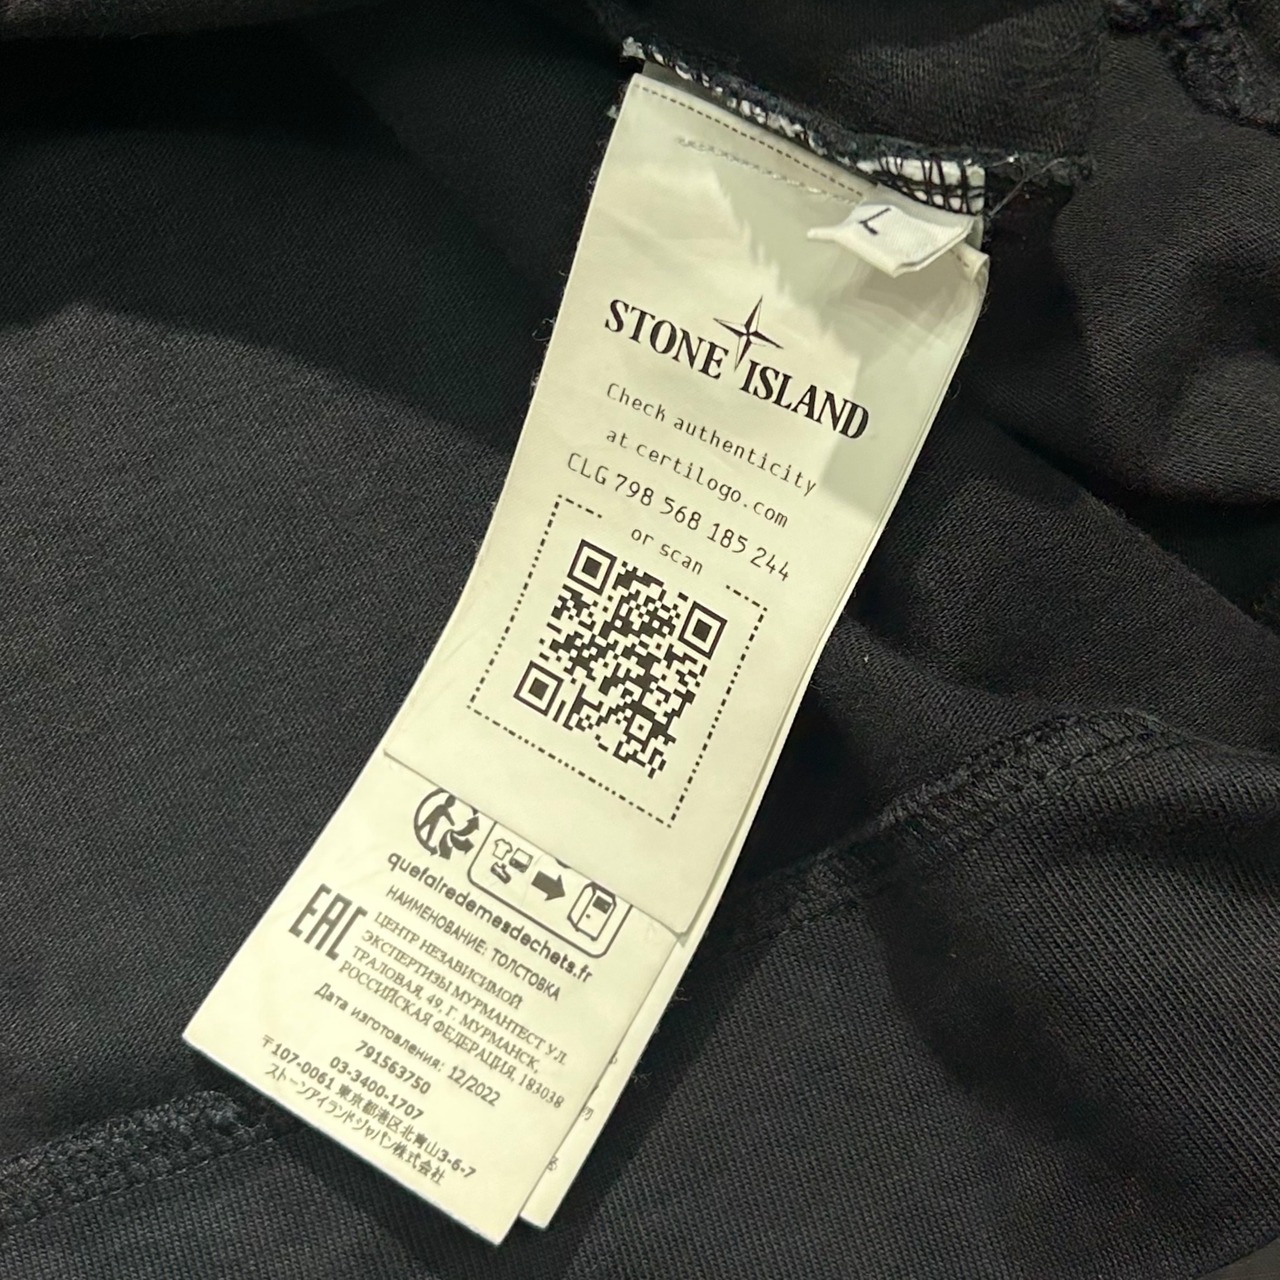 L
STONE ISLAND
Check authenticity
at certilogo.com
CLG 798 568 185 244
or scan
quefairedemesdechets.fr
EAC
НАИМЕНОВАНИЕ: ТОЛСТОВКА
ЦЕНТР НЕЗАВИСИМОЙ
ЭКСПЕРТИЗЫ МУРМАНТЕСТ УЛ.
ТРАЛОВАЯ, 49, Г. МУРМАНСК,
РОССИЙСКАЯ ФЕДЕРАЦИЯ, 183038
Дата изготовления: 12/2022
791563750
03-3400-1707
〒107-0061 東京都港区北青山3-6-7
ストーンアイランドジャパン株式会社